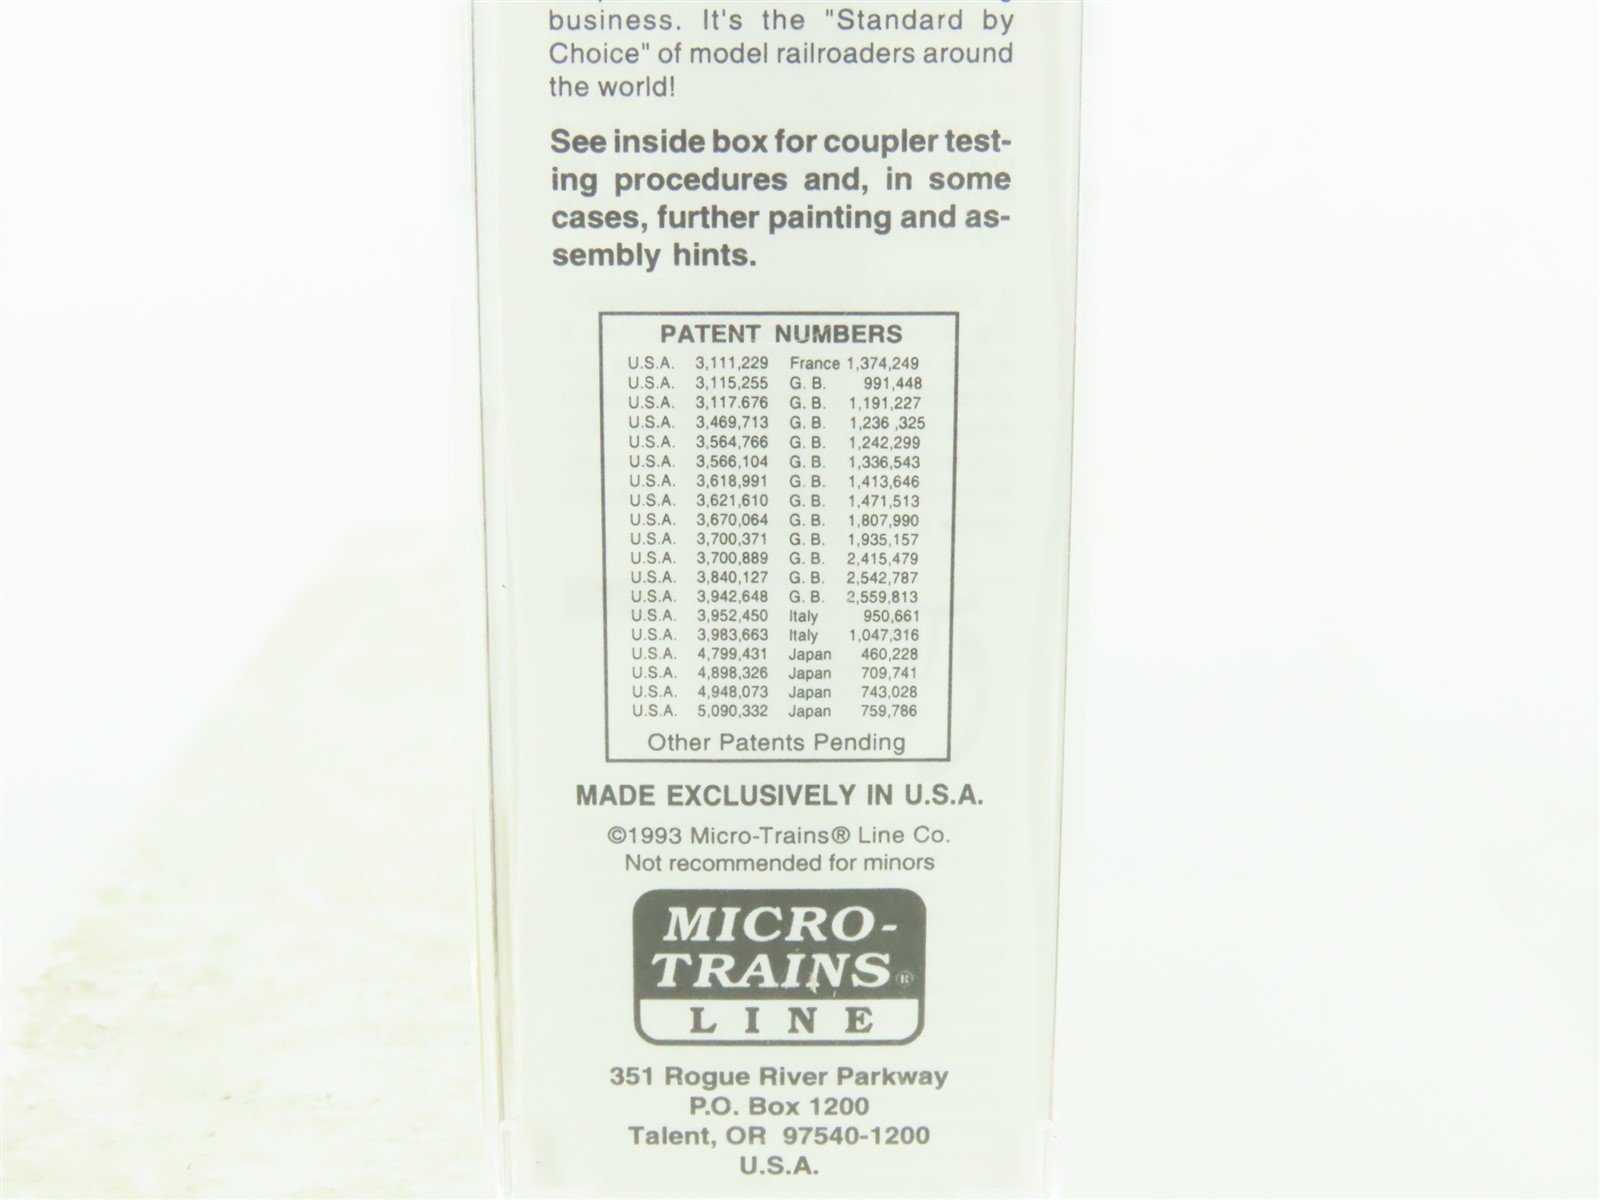 business. It's the "Standard by
Choice" of model railroaders around
the world!
See inside box for coupler test-
ing procedures and, in some
cases, further painting and as-
sembly hints.
PATENT NUMBERS
U.S.A. 3,111,229 France 1,374,249
U.S.A. 3,115,255 G. B. 991,448
U.S.A. 3,117.676 G. B. 1,191,227
U.S.A. 3,469,713 G. B. 1,236 ,325
U.S.A. 3,564,766 G. B. 1,242,299
U.S.A. 3,566,104 G. B. 1,336,543
U.S.A. 3,618,991 G. B. 1,413,646
U.S.A. 3,621,610 G. B. 1,471,513
U.S.A. 3,670,064 G. B. 1,807,990
U.S.A. 3,700,371 G. B. 1,935,157
U.S.A. 3,700,889 G. B. 2,415,479
U.S.A. 3,840,127 G. B. 2,542,787
U.S.A. 3,942,648 G. B. 2,559,813
U.S.A. 3,952,450 Italy 950,661
U.S.A. 3,983,663 Italy 1,047,316
U.S.A. 4,799,431 Japan 460,228
U.S.A. 4,898,326 Japan 709,741
U.S.A. 4,948,073 Japan 743,028
U.S.A. 5,090,332 Japan 759,786
Other Patents Pending
MADE EXCLUSIVELY IN U.S.A.
©1993 Micro-Trains® Line Co.
Not recommended for minors
MICRO-
TRAINS®
LINE
351 Rogue River Parkway
P.O. Box 1200
Talent, OR 97540-1200
U.S.A.